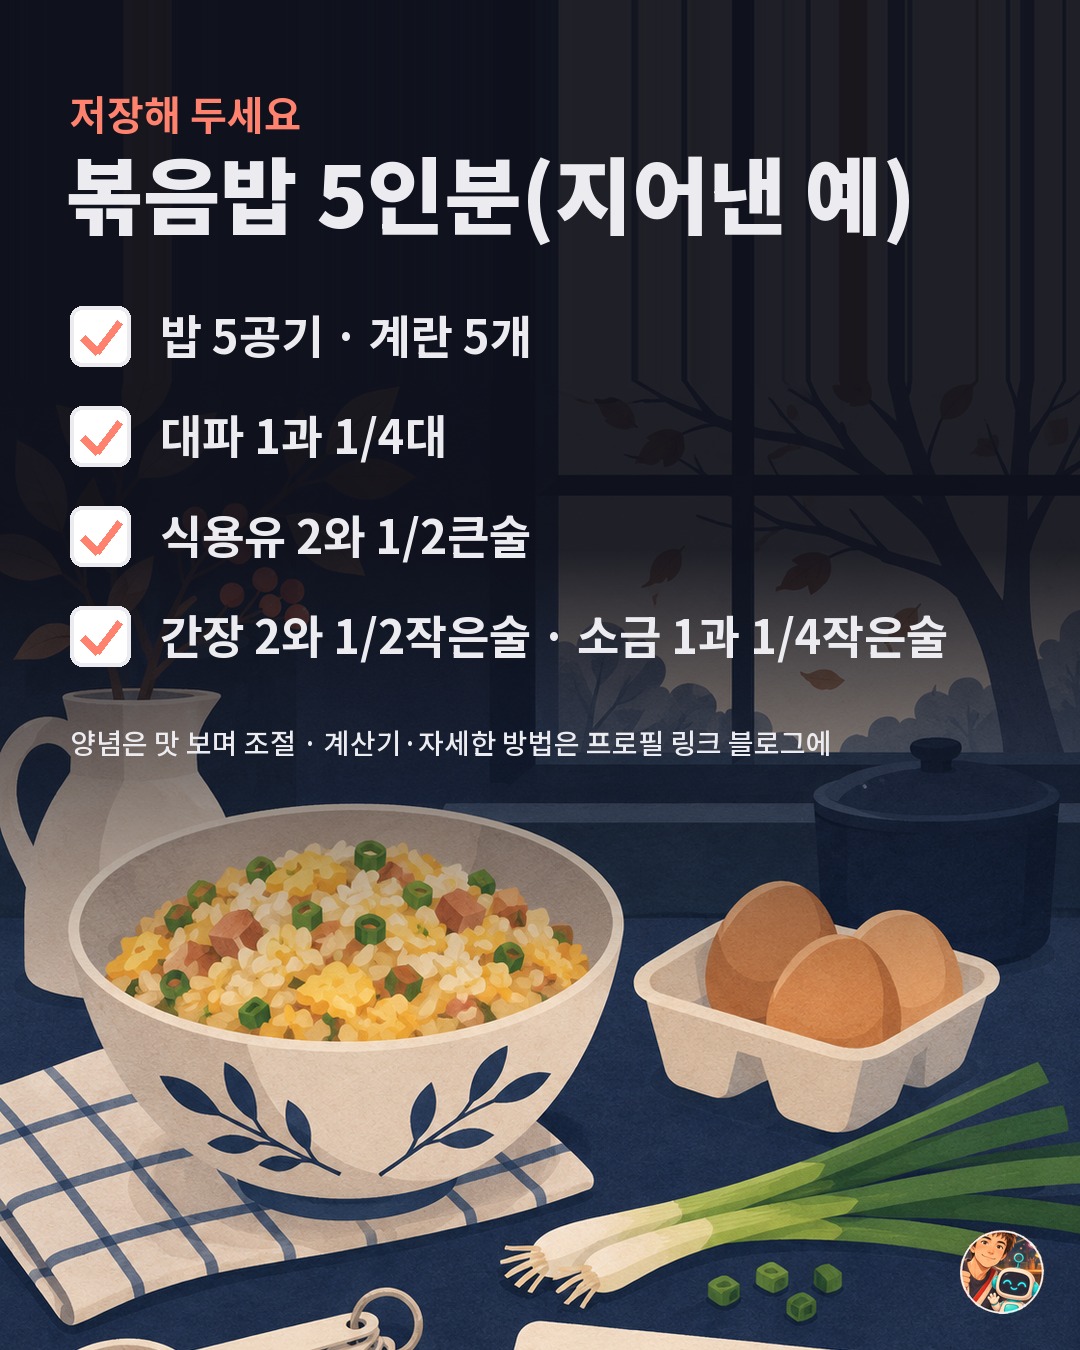 저장해 두세요
볶음밥 5인분(지어낸 예)
밥 5공기 · 계란 5개
대파 1과 1/4대
식용유 2와 1/2큰술
간장 2와 1/2작은술 · 소금 1과 1/4작은술
양념은 맛 보며 조절 · 계산기·자세한 방법은 프로필 링크 블로그에